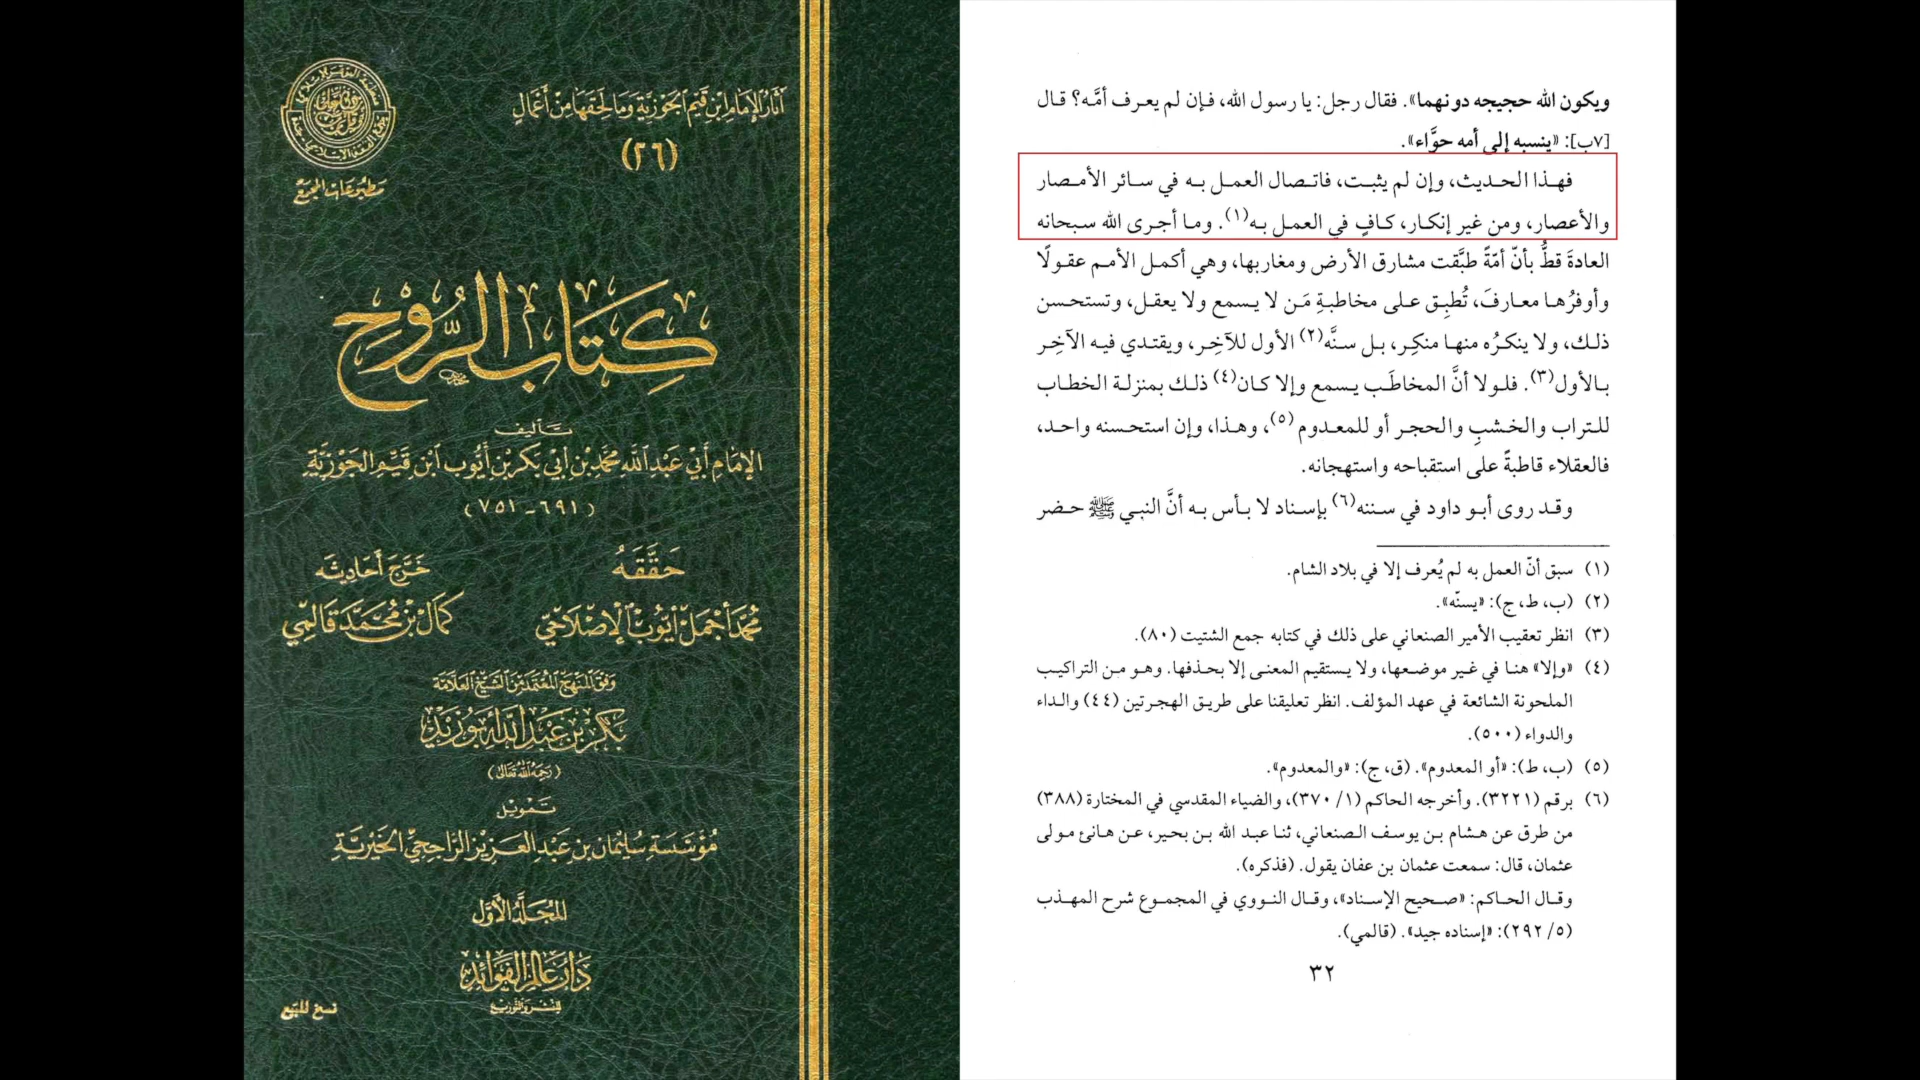 آثار الإمام ابن قيم الجوزية وما لحقها من أعمال
(٢٦)
مطبوعات المجمع
كتاب الروح
تأليف
الإمام أبي عبد الله محمد بن أبي بكر بن أيوب ابن قيم الجوزية
(٦٩١ - ٧٥١)
حققه
محمد أجمل أيوب الإصلاحي
خرج أحاديثه
كمال بن محمد قالمي
وفق المنهج المعتمد من الشيخ العلامة
بكر بن عبد الله أبو زيد
(رحمه الله تعالى)
تمويل
مؤسسة سليمان بن عبد العزيز الراجحي الخيرية
المجلد الأول
دار عالم الفوائد
للنشر والتوزيع
ويكون الله حجيجه دونهما». فقال رجل: يا رسول الله، فإن لم يعرف أمَّه؟ قال
[٧ب]: «ينسبه إلى أمه حوَّاء».
فهذا الحديث، وإن لم يثبت، فاتصال العمل به في سائر الأمصار
والأعصار، ومن غير إنكار، كافٍ في العمل به(١). وما أجرى الله سبحانه
العادةَ قطُّ بأنّ أمّةً طبَّقت مشارق الأرض ومغاربها، وهي أكمل الأمم عقولًا
وأوفرُها معارفَ، تُطبِق على مخاطبةِ مَن لا يسمع ولا يعقل، وتستحسن
ذلك، ولا ينكرُه منها منكِر، بل سنَّه(٢) الأول للآخِر، ويقتدي فيه الآخِر
بالأول(٣). فلولا أنَّ المخاطَب يسمع وإلا كان(٤) ذلك بمنزلة الخطاب
للتراب والخشبِ والحجر أو للمعدوم(٥)، وهذا، وإن استحسنه واحد،
فالعقلاء قاطبةً على استقباحه واستهجانه.
وقد روى أبو داود في سننه(٦) بإسناد لا بأس به أنَّ النبي ﷺ حضر
(١) سبق أنّ العمل به لم يُعرف إلا في بلاد الشام.
(٢) (ب، ط، ج): «يسنّه».
(٣) انظر تعقيب الأمير الصنعاني على ذلك في كتابه جمع الشتيت (٨٠).
(٤) «وإلا» هنا في غير موضعها، ولا يستقيم المعنى إلا بحذفها. وهو من التراكيب
الملحونة الشائعة في عهد المؤلف. انظر تعليقنا على طريق الهجرتين (٤٤) والداء
والدواء (٥٠٠).
(٥) (ب، ط): «أو المعدوم». (ق، ج): «والمعدوم».
(٦) برقم (٣٢٢١). وأخرجه الحاكم (١/ ٣٧٠)، والضياء المقدسي في المختارة (٣٨٨)
من طرق عن هشام بن يوسف الصنعاني، ثنا عبد الله بن بحير، عن هانئ مولى
عثمان، قال: سمعت عثمان بن عفان يقول. (فذكره).
وقال الحاكم: «صحيح الإسناد»، وقال النووي في المجموع شرح المهذب
(٥/ ٢٩٢): «إسناده جيد». (قالمي).
٣٢